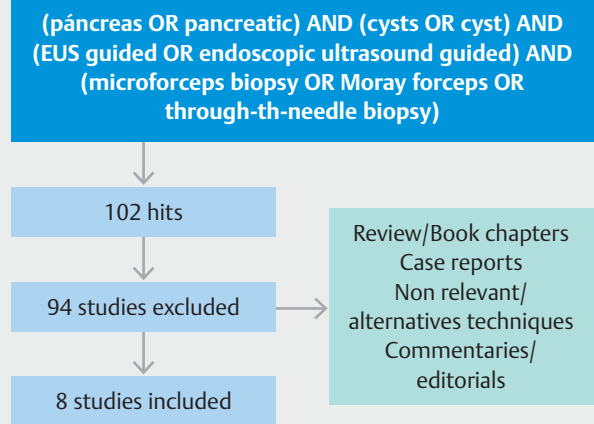 (páncreas OR pancreatic) AND (cysts OR cyst) AND
(EUS guided OR endoscopic ultrasound guided) AND
(microforceps biopsy OR Moray forceps OR
through-th-needle biopsy)
102 hits
94 studies excluded
Review/Book chapters
Case reports
Non relevant/
alternatives techniques
Commentaries/
editorials
8 studies included